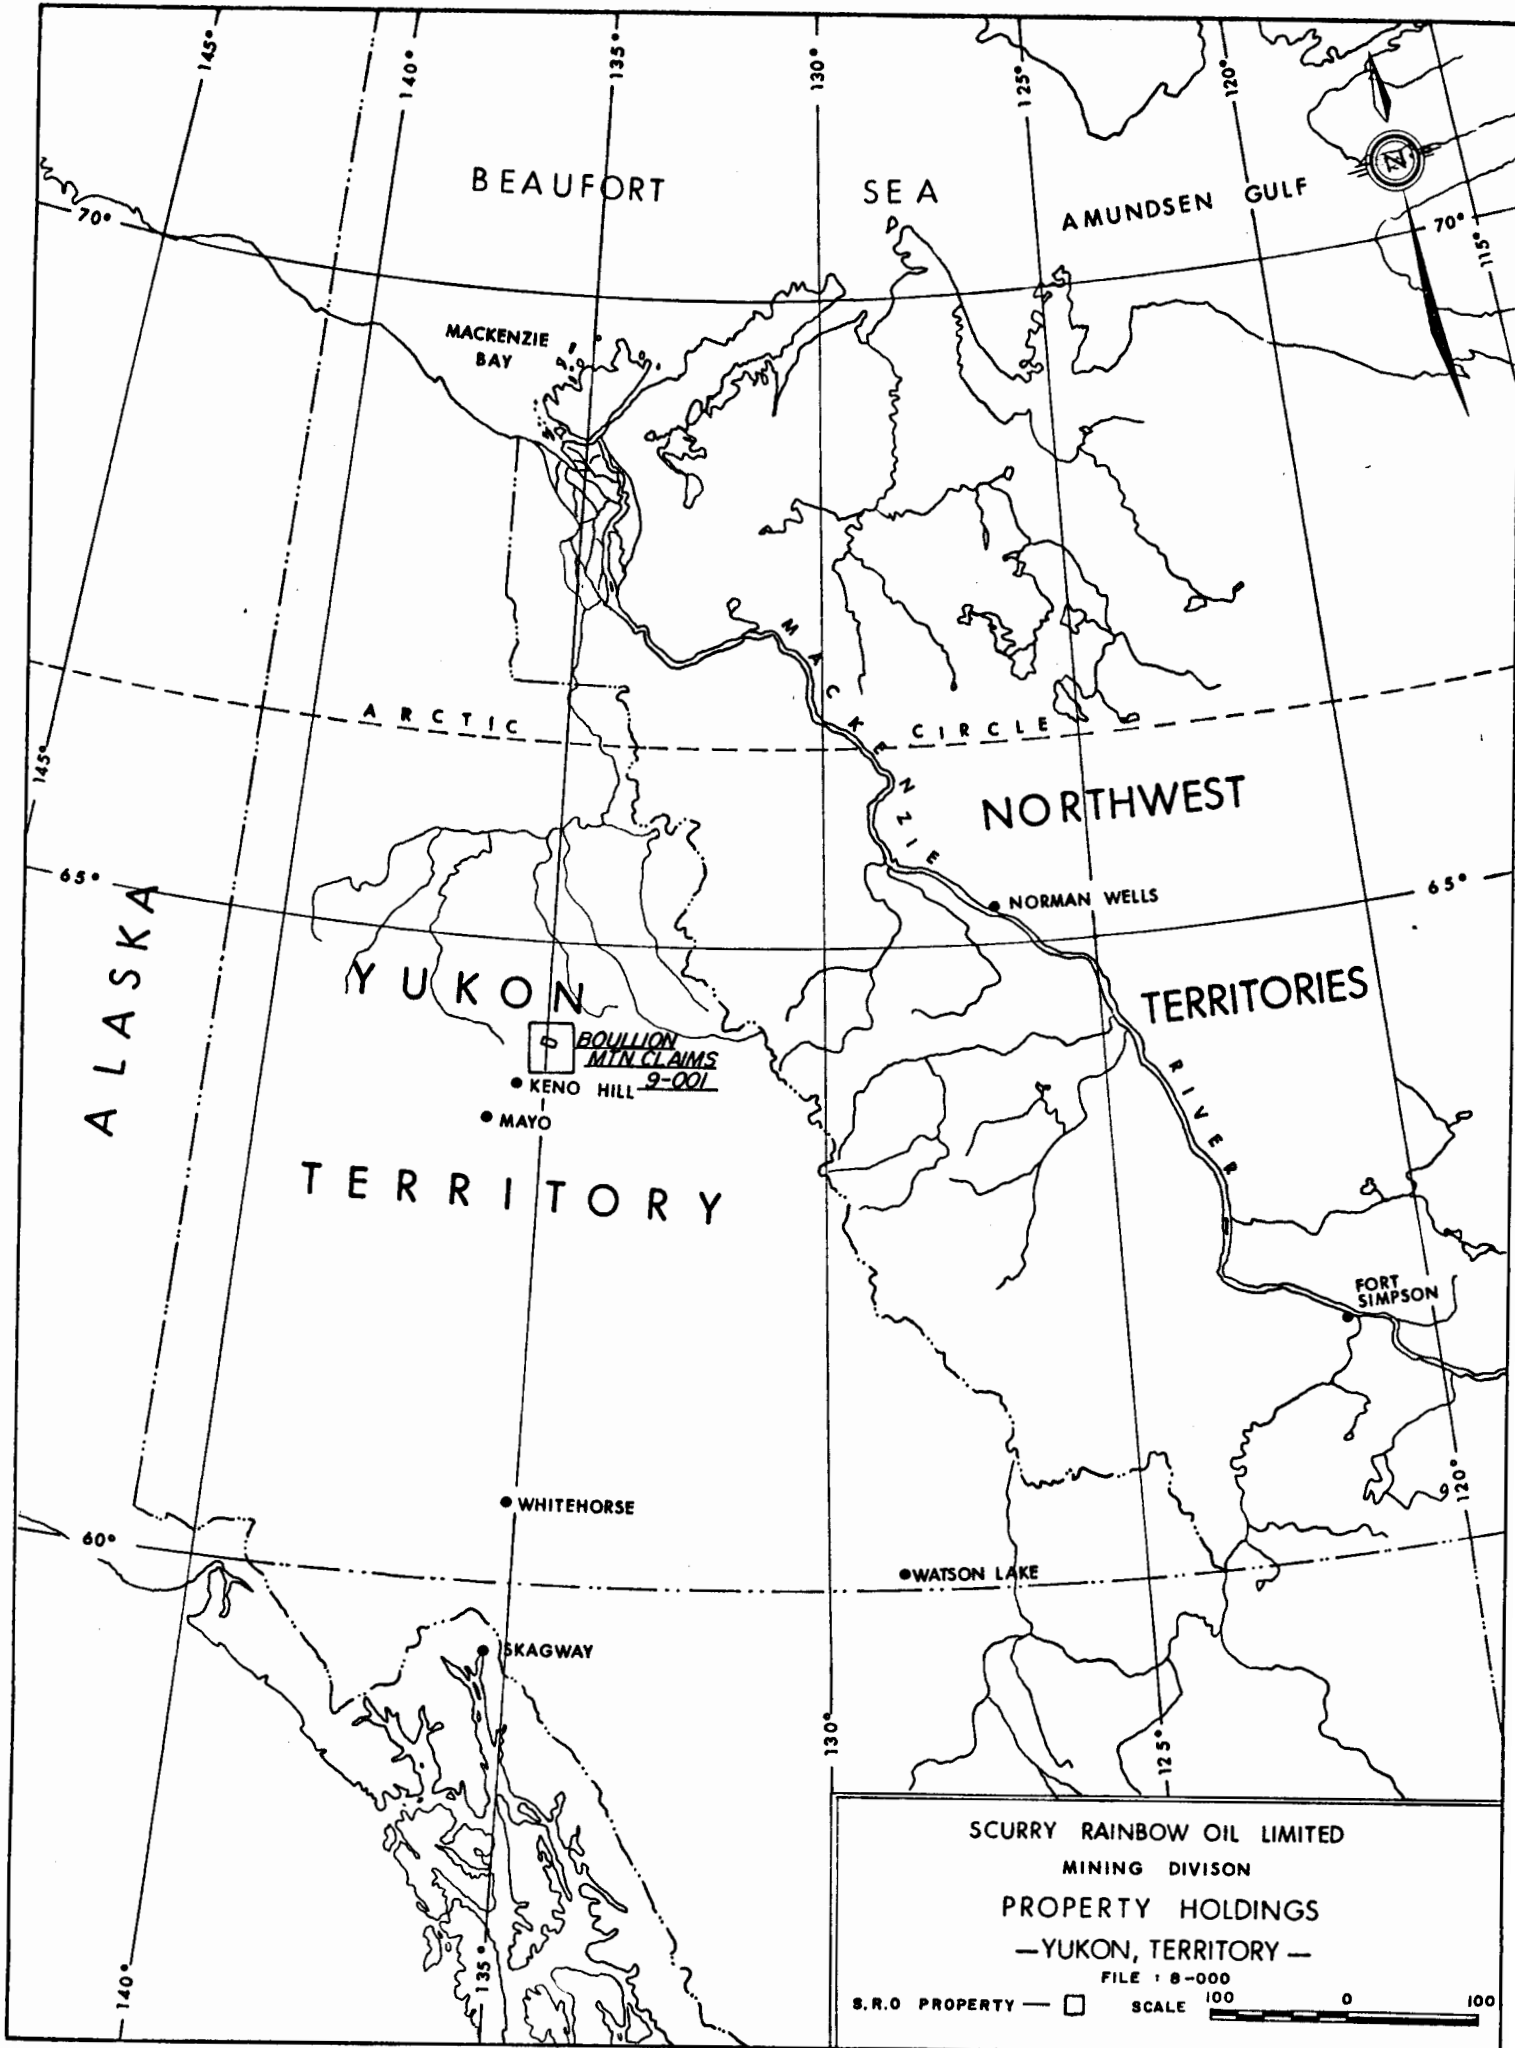 145°
140°
135°
130°
125°
120°
N
BEAUFORT SEA
AMUNDSEN GULF
70°
70°
115°
MACKENZIE
BAY
MACKENZIE
ARCTIC CIRCLE
145°
NORTHWEST
65°
65°
NORMAN WELLS
ALASKA
YUKON
TERRITORIES
BOULLION
MTN. CLAIMS
9-001
KENO HILL
MAYO
RIVER
TERRITORY
FORT
SIMPSON
WHITEHORSE
120°
60°
WATSON LAKE
SKAGWAY
130°
125°
140°
135°
SCURRY RAINBOW OIL LIMITED
MINING DIVISON
PROPERTY HOLDINGS
—YUKON, TERRITORY—
FILE : 8-000
S.R.O PROPERTY — □ SCALE 100 0 100